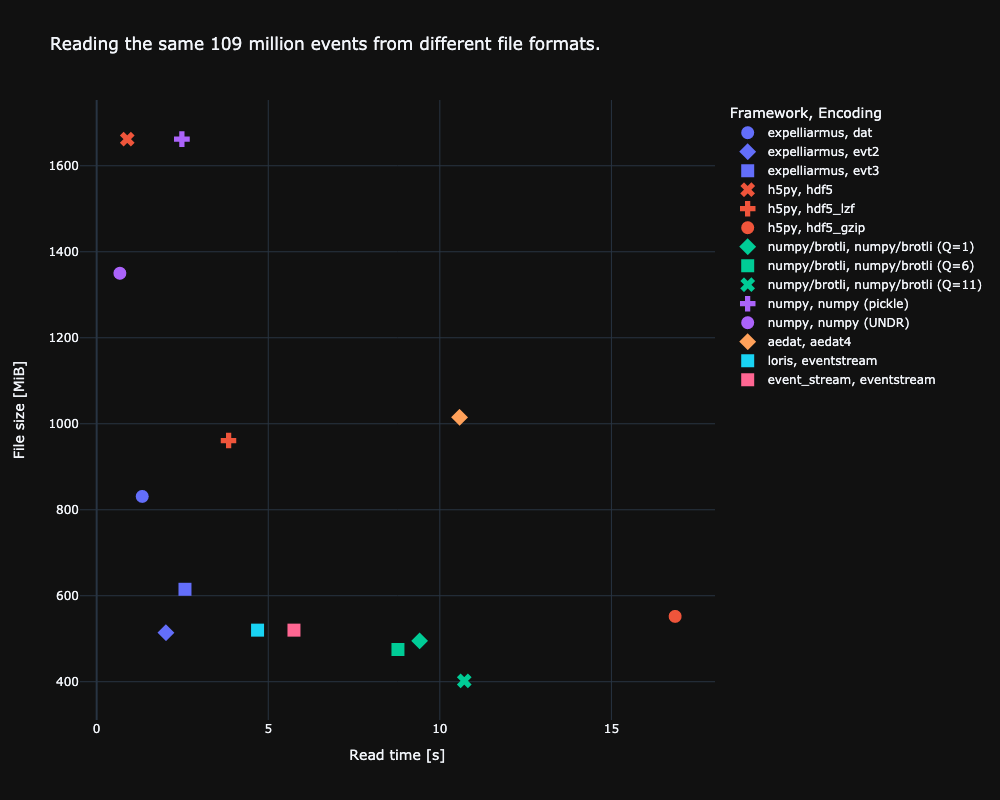 Reading the same 109 million events from different file formats.
Framework, Encoding
expelliarmus, dat
expelliarmus, evt2
expelliarmus, evt3
h5py, hdf5
h5py, hdf5_lzf
h5py, hdf5_gzip
numpy/brotli, numpy/brotli (Q=1)
numpy/brotli, numpy/brotli (Q=6)
numpy/brotli, numpy/brotli (Q=11)
numpy, numpy (pickle)
numpy, numpy (UNDR)
aedat, aedat4
loris, eventstream
event_stream, eventstream
File size [MiB]
1600
1400
1200
1000
800
600
400
0 5 10 15
Read time [s]